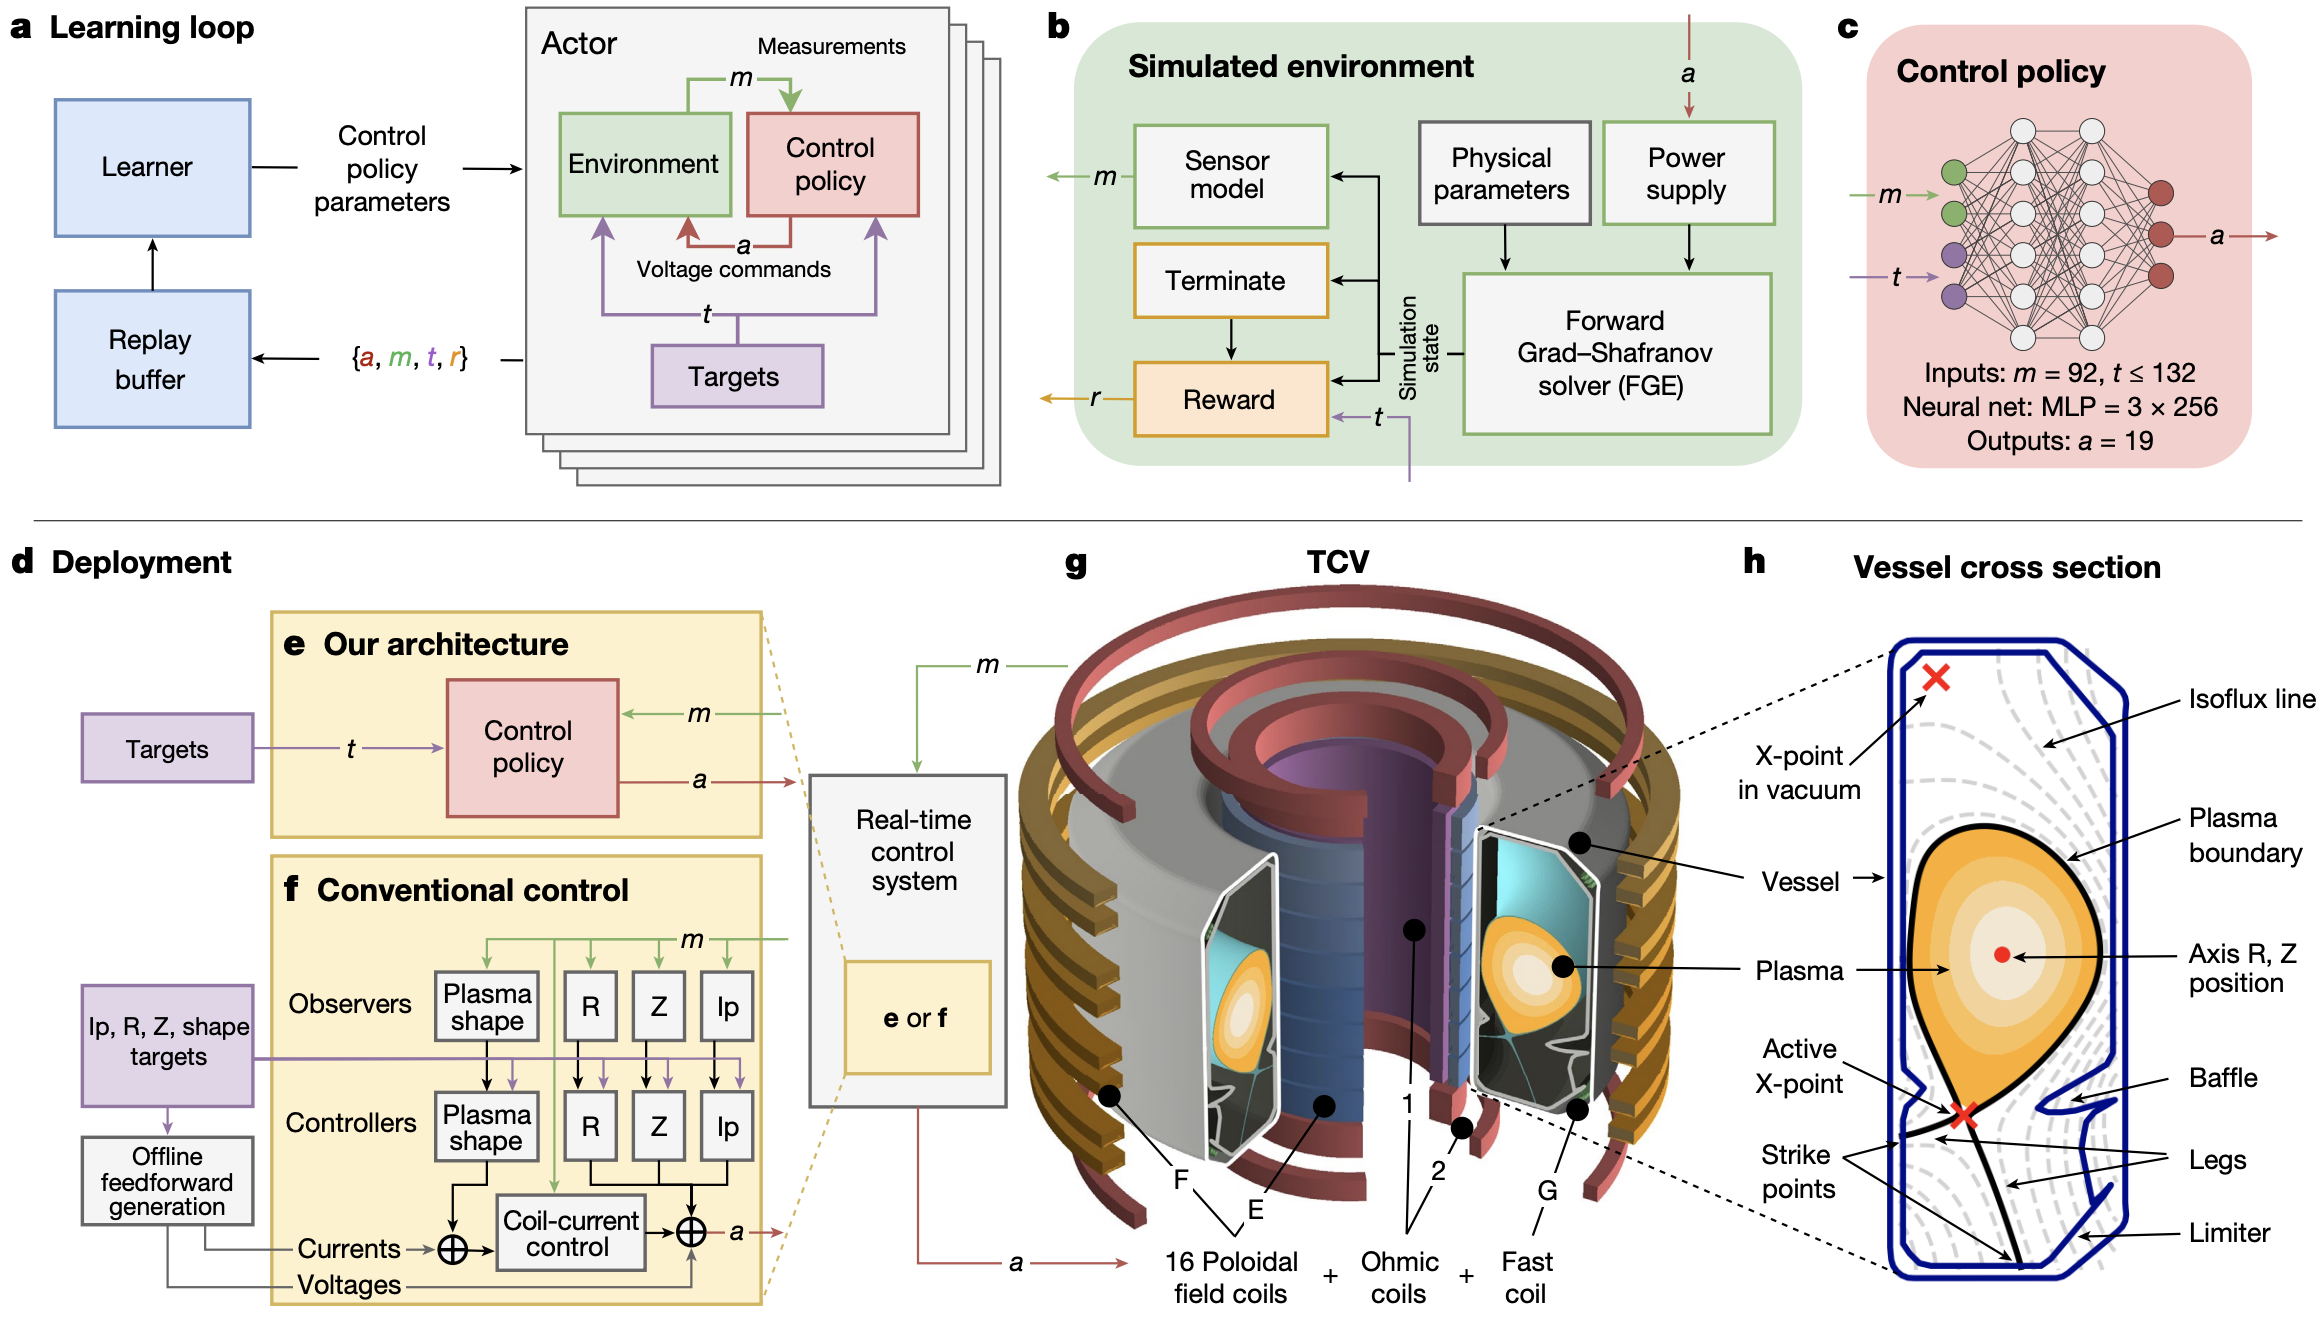 a Learning loop
Actor
Measurements
m
Learner
Control
policy
parameters
Environment
Control
policy
a
Voltage commands
t
Targets
Replay
buffer
{a, m, t, r}
b
Simulated environment
a
m
Sensor
model
Physical
parameters
Power
supply
Terminate
Simulation
state
Forward
Grad–Shafranov
solver (FGE)
r
Reward
t
c
Control policy
m
t
a
Inputs: m = 92, t ≤ 132
Neural net: MLP = 3 × 256
Outputs: a = 19
d Deployment
e Our architecture
Targets
t
Control
policy
m
a
f Conventional control
m
Observers
Plasma
shape
R
Z
Ip
Ip, R, Z, shape
targets
Controllers
Plasma
shape
R
Z
Ip
Offline
feedforward
generation
Coil-current
control
a
Currents
Voltages
m
Real-time
control
system
e or f
a
g
TCV
Vessel
Plasma
1
2
F
E
G
16 Poloidal
field coils
+
Ohmic
coils
+
Fast
coil
h
Vessel cross section
X-point
in vacuum
Isoflux line
Plasma
boundary
Axis R, Z
position
Active
X-point
Baffle
Strike
points
Legs
Limiter